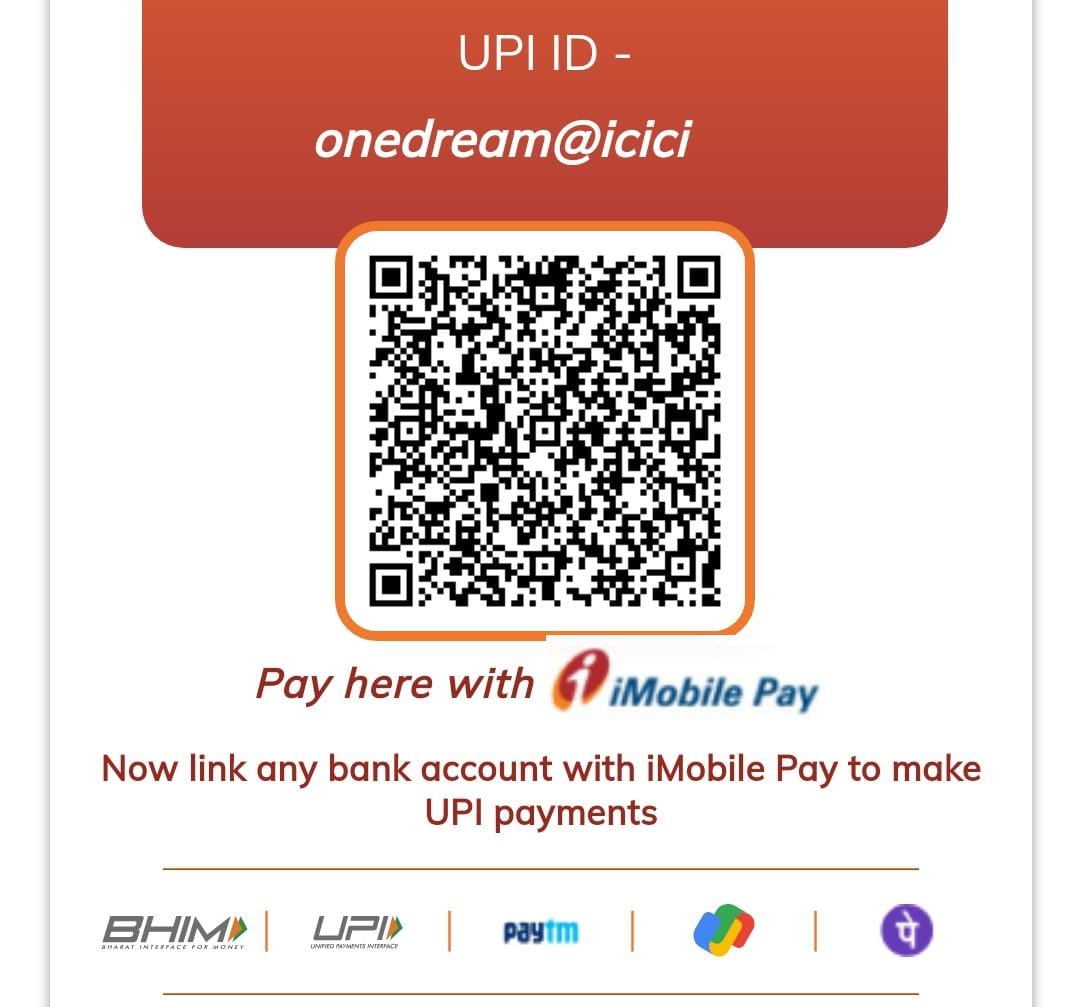 UPI ID -
onedream@icici
Pay here with iMobile Pay
Now link any bank account with iMobile Pay to make
UPI payments
BHIM UPI paytm पे
BHARAT INTERFACE FOR MONEY UNIFIED PAYMENTS INTERFACE